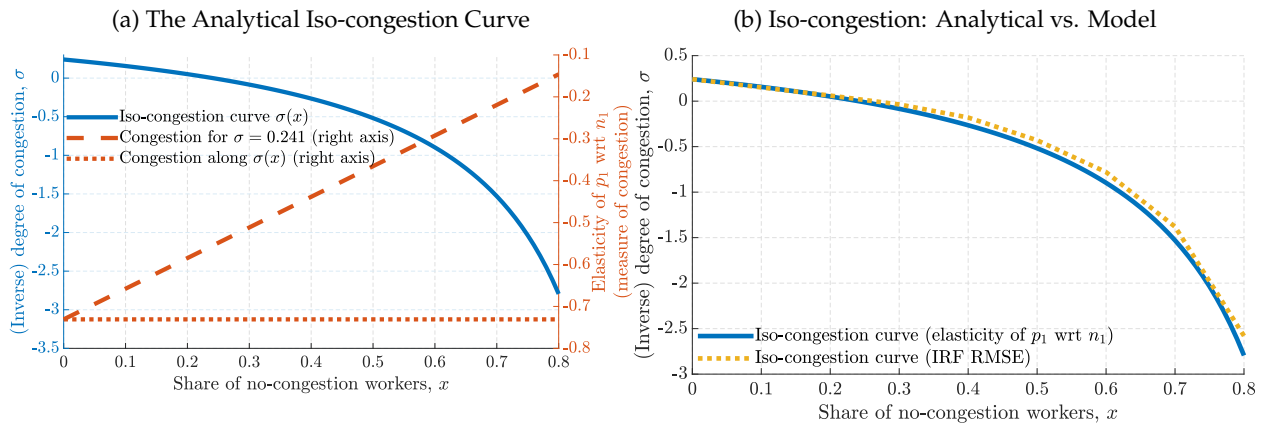 (a) The Analytical Iso-congestion Curve
(Inverse) degree of congestion, σ
0
-0.5
-1
-1.5
-2
-2.5
-3
-3.5
Iso-congestion curve σ(x)
Congestion for σ = 0.241 (right axis)
Congestion along σ(x) (right axis)
-0.1
-0.2
-0.3
-0.4
-0.5
-0.6
-0.7
-0.8
Elasticity of p₁ wrt n₁
(measure of congestion)
0 0.1 0.2 0.3 0.4 0.5 0.6 0.7 0.8
Share of no-congestion workers, x
(b) Iso-congestion: Analytical vs. Model
(Inverse) degree of congestion, σ
0.5
0
-0.5
-1
-1.5
-2
-2.5
-3
Iso-congestion curve (elasticity of p₁ wrt n₁)
Iso-congestion curve (IRF RMSE)
0 0.1 0.2 0.3 0.4 0.5 0.6 0.7 0.8
Share of no-congestion workers, x